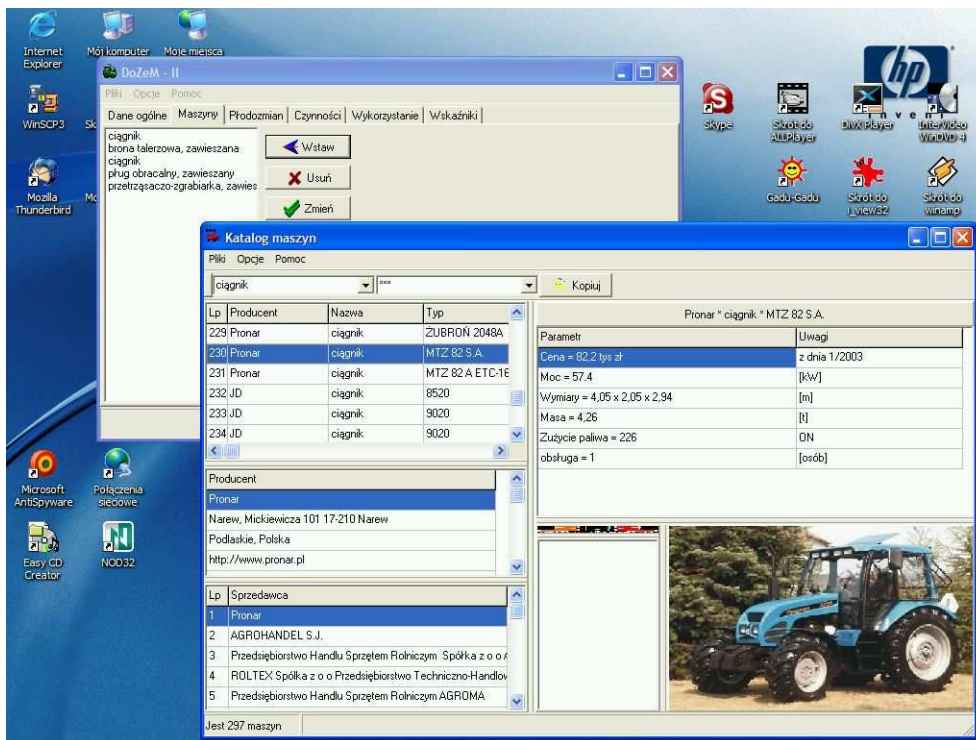 Internet Explorer
Mój komputer
Moje miejsca
WinSCP3
Sk
Mozilla Thunderbird
Mc
Microsoft AntiSpyware
Połączenia sieciowe
Easy CD Creator
NOD32
hp
i n v e n t
Skype
Skrót do ALLPlayer
DivX Player
InterVideo WinDVD 4
Gadu-Gadu
Skrót do i_view32
Skrót do winamp
DoZeM - II
Pliki Opcje Pomoc
Dane ogólne Maszyny Płodozmian Czynności Wykorzystanie Wskaźniki
ciągnik
brona talerzowa, zawieszana
ciągnik
pług obracalny, zawieszany
przetrząsaczo-zgrabiarka, zawies
Wstaw
Usuń
Zmień
Katalog maszyn
Pliki Opcje Pomoc
ciągnik *** Kopiuj
Lp Producent Nazwa Typ
229 Pronar ciągnik ŻUBROŃ 2048A
230 Pronar ciągnik MTZ 82 S.A.
231 Pronar ciągnik MTZ 82 A ETC-16
232 JD ciągnik 8520
233 JD ciągnik 9020
234 JD ciągnik 9020
Producent
Pronar
Narew, Mickiewicza 101 17-210 Narew
Podlaskie, Polska
http://www.pronar.pl
Lp Sprzedawca
1 Pronar
2 AGROHANDEL S.J.
3 Przedsiębiorstwo Handlu Sprzętem Rolniczym Spółka z o o A
4 ROLTEX Spółka z o o Przedsiębiorstwo Techniczno-Handlow
5 Przedsiębiorstwo Handlu Sprzętem Rolniczym AGROMA
Jest 297 maszyn
Pronar * ciągnik * MTZ 82 S.A.
Parametr Uwagi
Cena = 82,2 tys zł z dnia 1/2003
Moc = 57.4 [kW]
Wymiary = 4,05 x 2,05 x 2,94 [m]
Masa = 4,26 [t]
Zużycie paliwa = 226 ON
obsługa = 1 [osób]